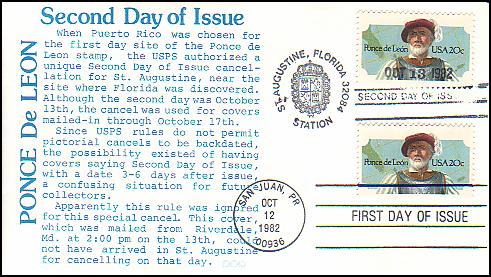 Second Day of Issue
PONCE De LEON
When Puerto Rico was chosen for
the first day site of the Ponce de
Leon stamp, the USPS authorized a
unique Second Day of Issue cancel-
lation for St. Augustine, near the
site where Florida was discovered.
Although the second day was October
13th, the cancel was used for covers
mailed-in through October 17th.
Since USPS rules do not permit
pictorial cancels to be backdated,
the possibility existed of having
covers saying Second Day of Issue,
with a date 3-6 days after issue,
a confusing situation for future
collectors.
Apparently this rule was ignored
for this special cancel. This cover,
which was mailed from Riverdale,
Md. at 2:00 pm on the 13th, could
not have arrived in St. Augustine
for cancelling on that day.
ST. AUGUSTINE, FLORIDA 32084
STATION
Ponce de León
USA 20c
OCT 13 1982
SECOND DAY OF ISS
Ponce de León
USA 20c
SAN JUAN, PR
OCT
12
1982
00936
FIRST DAY OF ISSUE